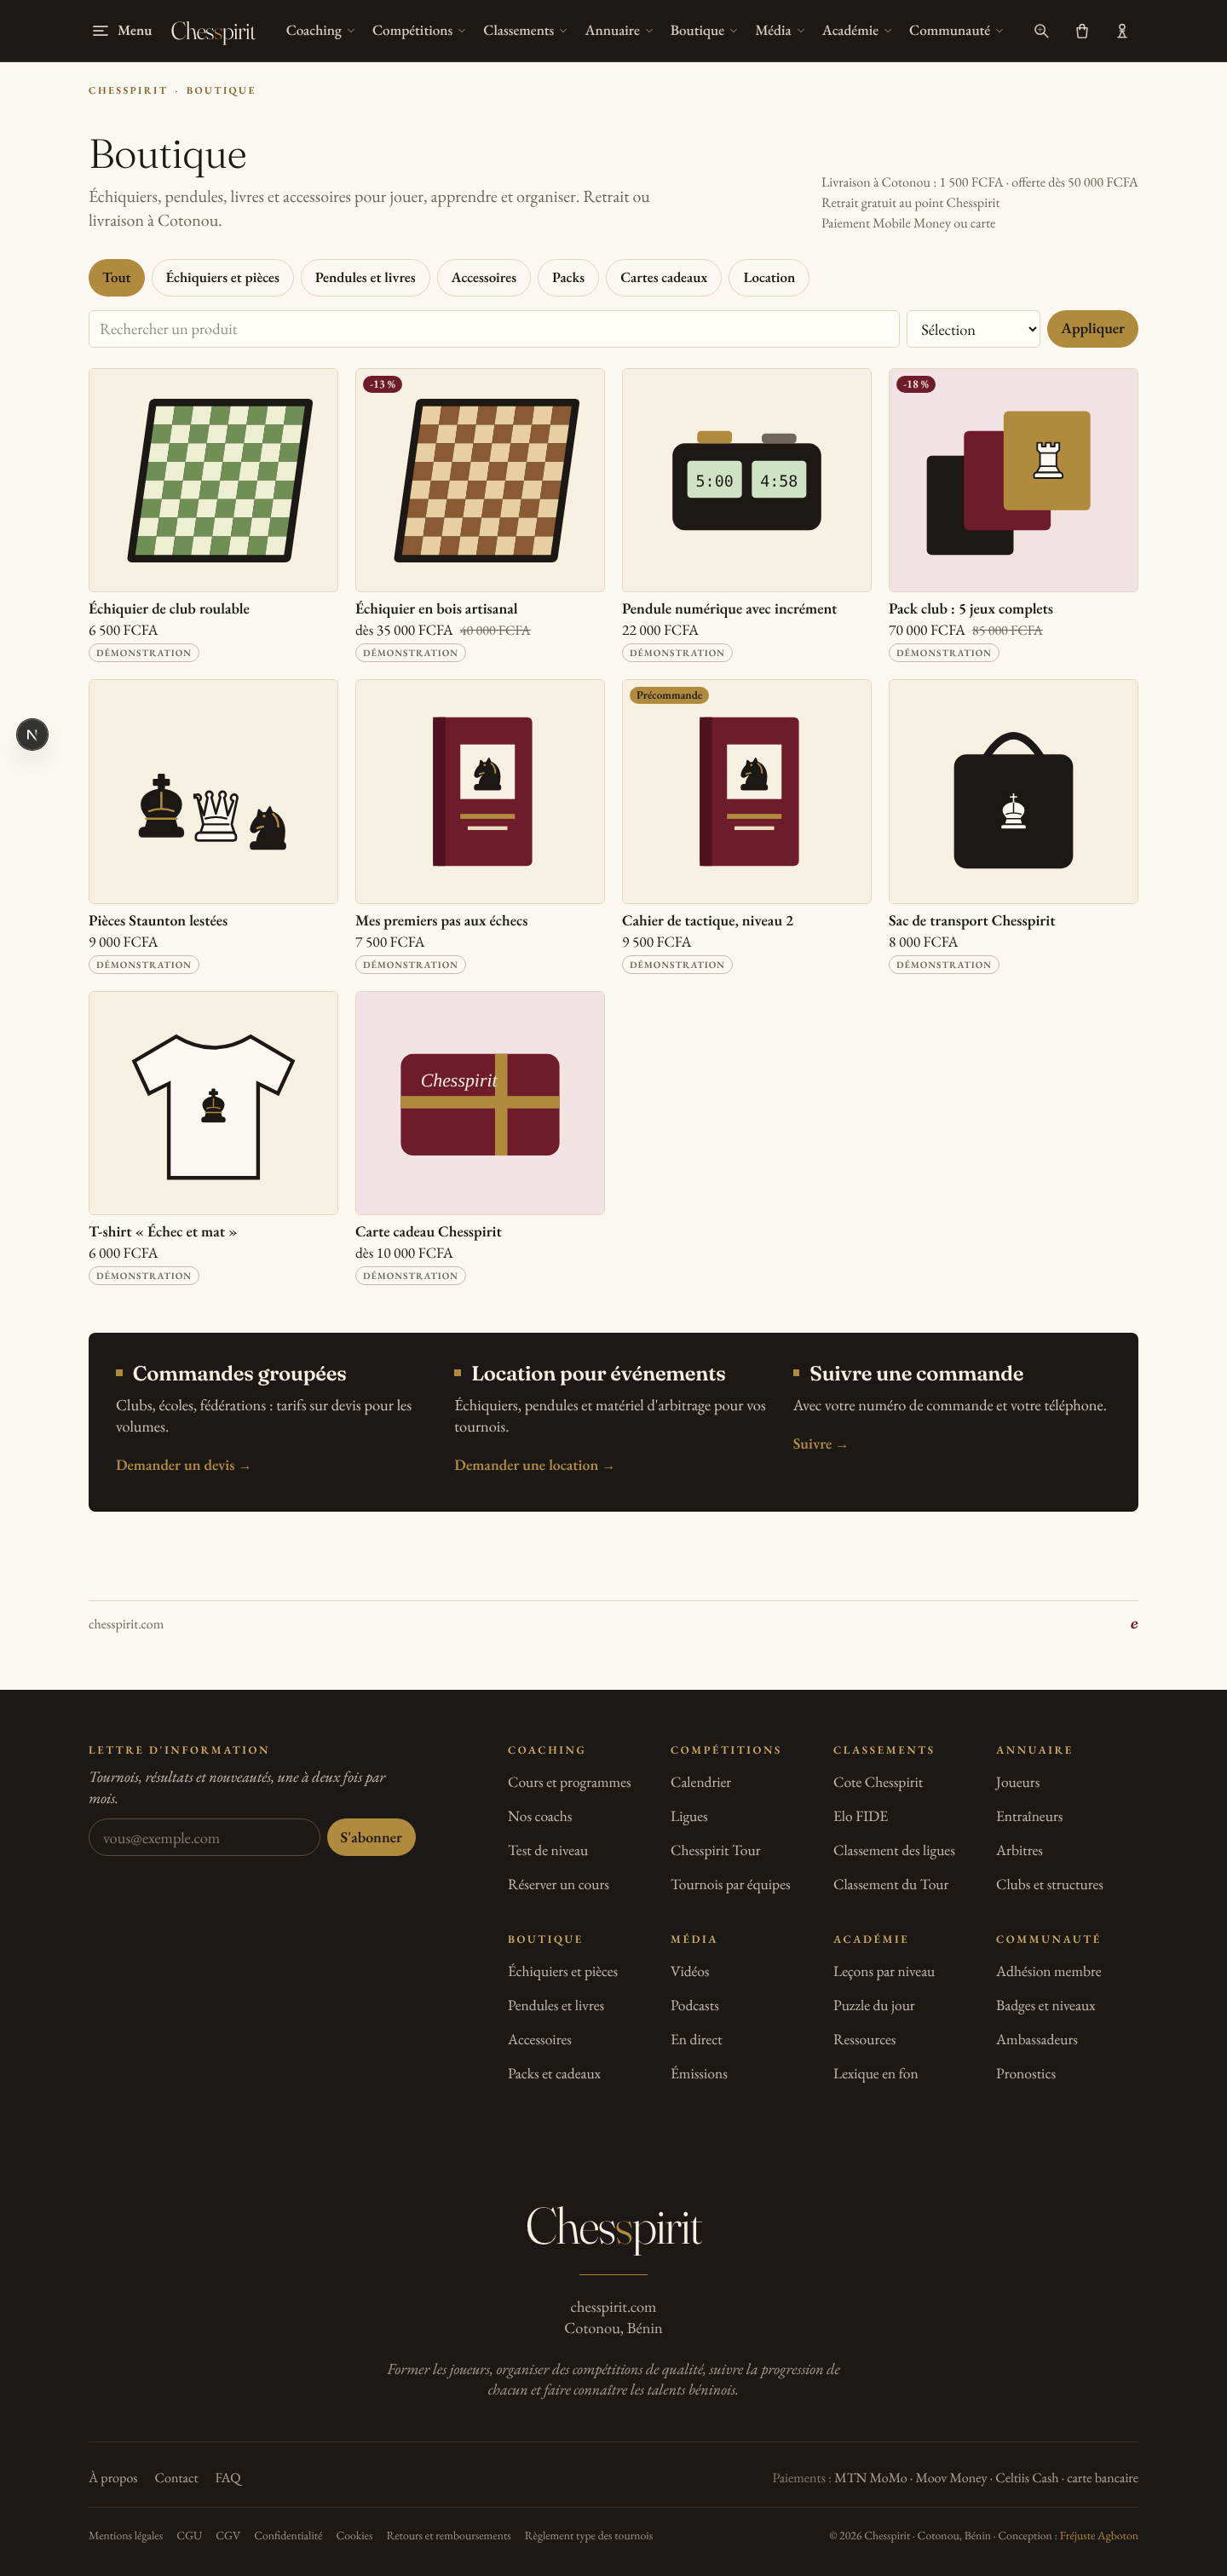 Menu
Chesspirit
Coaching
Compétitions
Classements
Annuaire
Boutique
Média
Académie
Communauté
CHESSPIRIT · BOUTIQUE
Boutique
Échiquiers, pendules, livres et accessoires pour jouer, apprendre et organiser. Retrait ou
livraison à Cotonou.
Livraison à Cotonou : 1 500 FCFA · offerte dès 50 000 FCFA
Retrait gratuit au point Chesspirit
Paiement Mobile Money ou carte
Tout
Échiquiers et pièces
Pendules et livres
Accessoires
Packs
Cartes cadeaux
Location
Rechercher un produit
Sélection
Appliquer
Échiquier de club roulable
6 500 FCFA
DÉMONSTRATION
-13 %
Échiquier en bois artisanal
dès 35 000 FCFA 40 000 FCFA
DÉMONSTRATION
5:00
4:58
Pendule numérique avec incrément
22 000 FCFA
DÉMONSTRATION
-18 %
Pack club : 5 jeux complets
70 000 FCFA 85 000 FCFA
DÉMONSTRATION
N
Pièces Staunton lestées
9 000 FCFA
DÉMONSTRATION
Mes premiers pas aux échecs
7 500 FCFA
DÉMONSTRATION
Précommande
Cahier de tactique, niveau 2
9 500 FCFA
DÉMONSTRATION
Sac de transport Chesspirit
8 000 FCFA
DÉMONSTRATION
T-shirt « Échec et mat »
6 000 FCFA
DÉMONSTRATION
Chesspirit
Carte cadeau Chesspirit
dès 10 000 FCFA
DÉMONSTRATION
Commandes groupées
Clubs, écoles, fédérations : tarifs sur devis pour les
volumes.
Demander un devis →
Location pour événements
Échiquiers, pendules et matériel d'arbitrage pour vos
tournois.
Demander une location →
Suivre une commande
Avec votre numéro de commande et votre téléphone.
Suivre →
chesspirit.com
e
LETTRE D'INFORMATION
Tournois, résultats et nouveautés, une à deux fois par
mois.
vous@exemple.com
S'abonner
COACHING
Cours et programmes
Nos coachs
Test de niveau
Réserver un cours
COMPÉTITIONS
Calendrier
Ligues
Chesspirit Tour
Tournois par équipes
CLASSEMENTS
Cote Chesspirit
Elo FIDE
Classement des ligues
Classement du Tour
ANNUAIRE
Joueurs
Entraîneurs
Arbitres
Clubs et structures
BOUTIQUE
Échiquiers et pièces
Pendules et livres
Accessoires
Packs et cadeaux
MÉDIA
Vidéos
Podcasts
En direct
Émissions
ACADÉMIE
Leçons par niveau
Puzzle du jour
Ressources
Lexique en fon
COMMUNAUTÉ
Adhésion membre
Badges et niveaux
Ambassadeurs
Pronostics
Chesspirit
chesspirit.com
Cotonou, Bénin
Former les joueurs, organiser des compétitions de qualité, suivre la progression de
chacun et faire connaître les talents béninois.
À propos
Contact
FAQ
Paiements : MTN MoMo · Moov Money · Celtiis Cash · carte bancaire
Mentions légales
CGU
CGV
Confidentialité
Cookies
Retours et remboursements
Règlement type des tournois
© 2026 Chesspirit · Cotonou, Bénin · Conception : Fréjuste Agboton